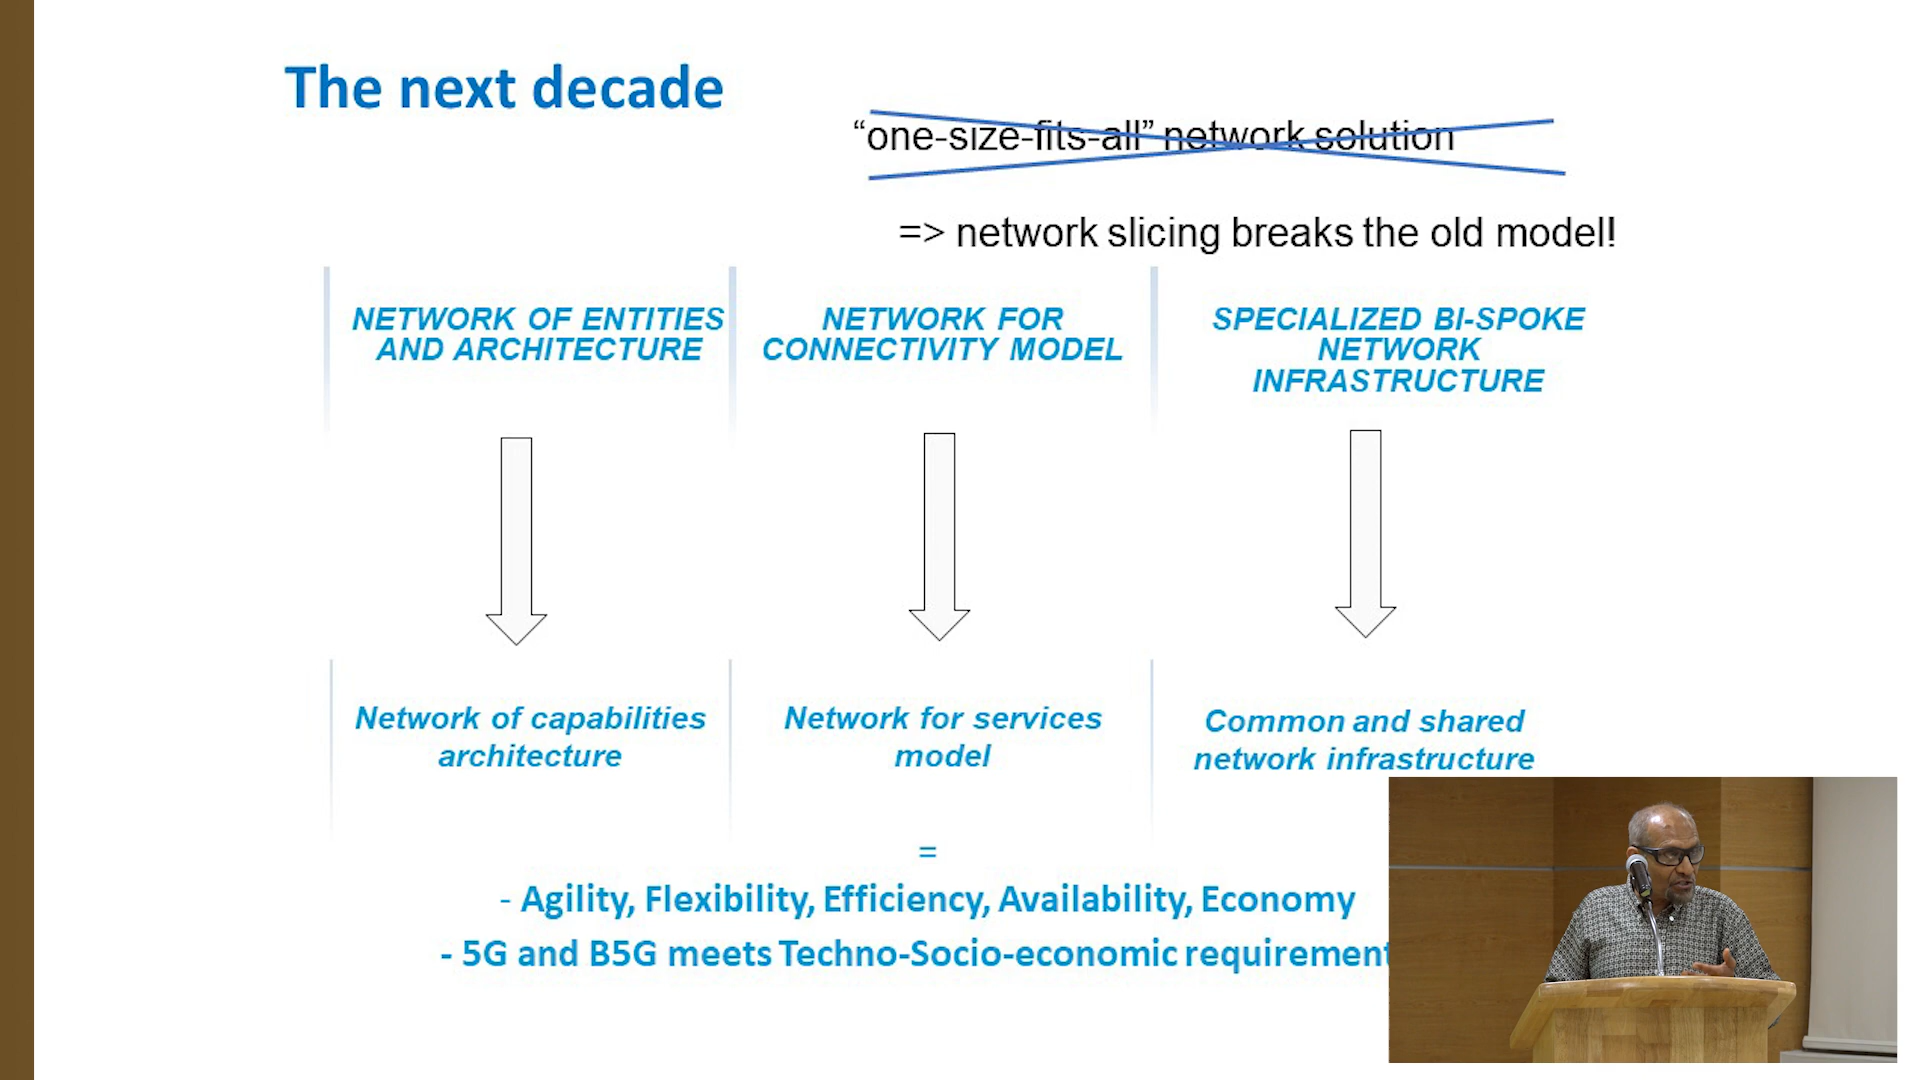 The next decade
“one-size-fits-all” network solution
=> network slicing breaks the old model!
NETWORK OF ENTITIES
AND ARCHITECTURE
NETWORK FOR
CONNECTIVITY MODEL
SPECIALIZED BI-SPOKE
NETWORK
INFRASTRUCTURE
Network of capabilities
architecture
Network for services
model
Common and shared
network infrastructure
=
- Agility, Flexibility, Efficiency, Availability, Economy
- 5G and B5G meets Techno-Socio-economic requirement